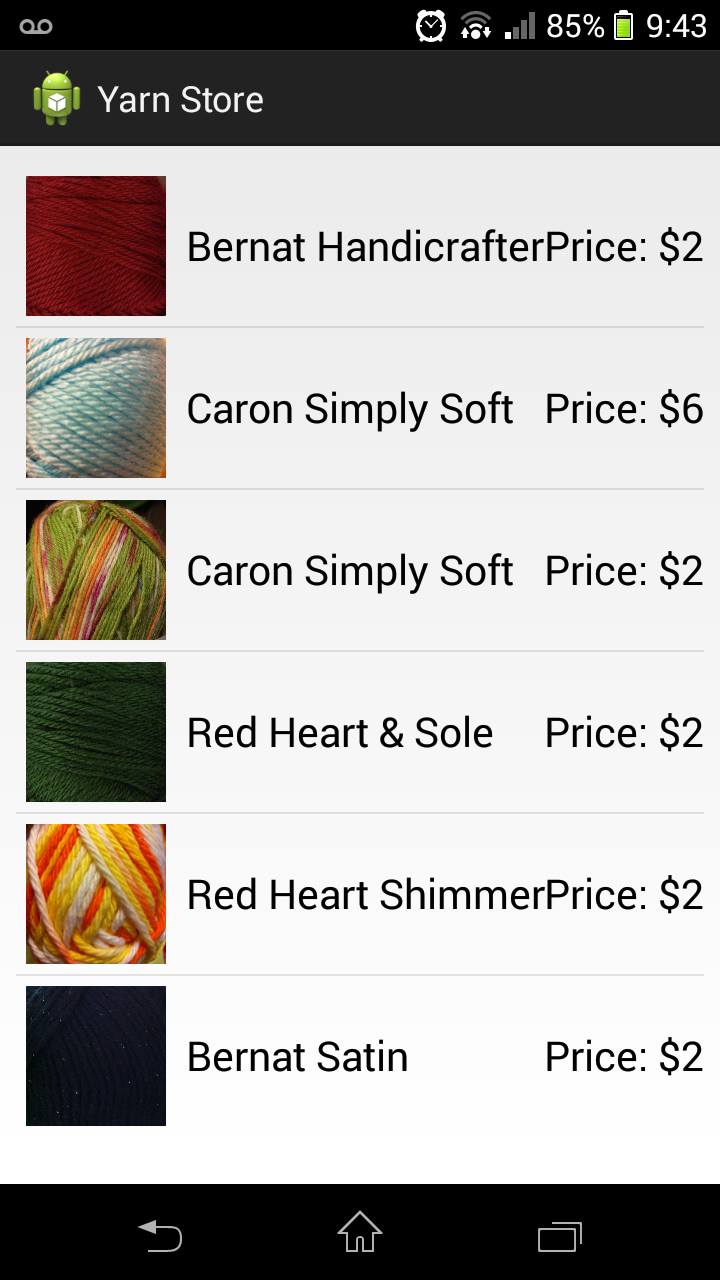 85% 9:43
Yarn Store
Bernat HandicrafterPrice: $2
Caron Simply Soft Price: $6
Caron Simply Soft Price: $2
Red Heart & Sole Price: $2
Red Heart ShimmerPrice: $2
Bernat Satin Price: $2